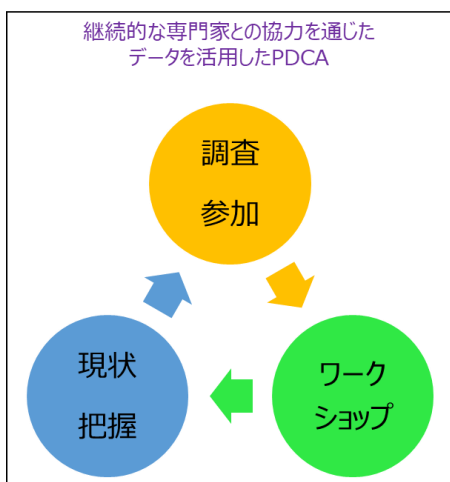 継続的な専門家との協力を通じた
データを活用したPDCA
調査
参加
現状
把握
ワーク
ショップ